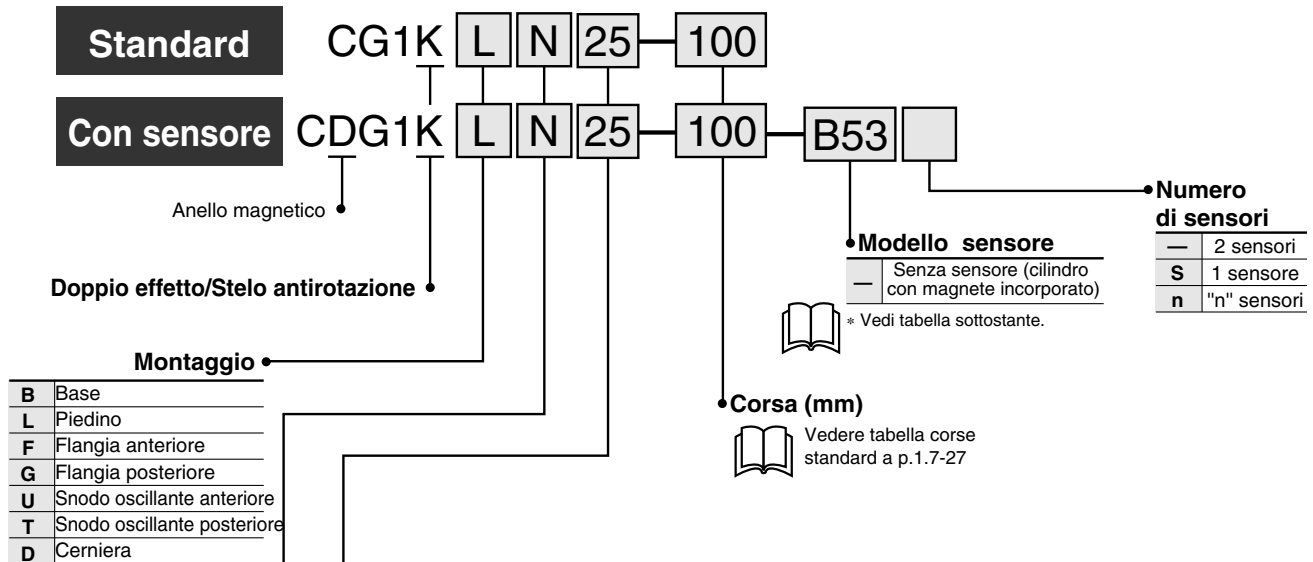 Standard CG1K L N 25 — 100
Con sensore CDG1K L N 25 — 100 — B53
Anello magnetico
Numero
di sensori
— 2 sensori
S 1 sensore
n "n" sensori
Modello sensore
— Senza sensore (cilindro
con magnete incorporato)
* Vedi tabella sottostante.
Doppio effetto/Stelo antirotazione
Montaggio
B Base
L Piedino
F Flangia anteriore
G Flangia posteriore
U Snodo oscillante anteriore
T Snodo oscillante posteriore
D Cerniera
Corsa (mm)
Vedere tabella corse
standard a p.1.7-27